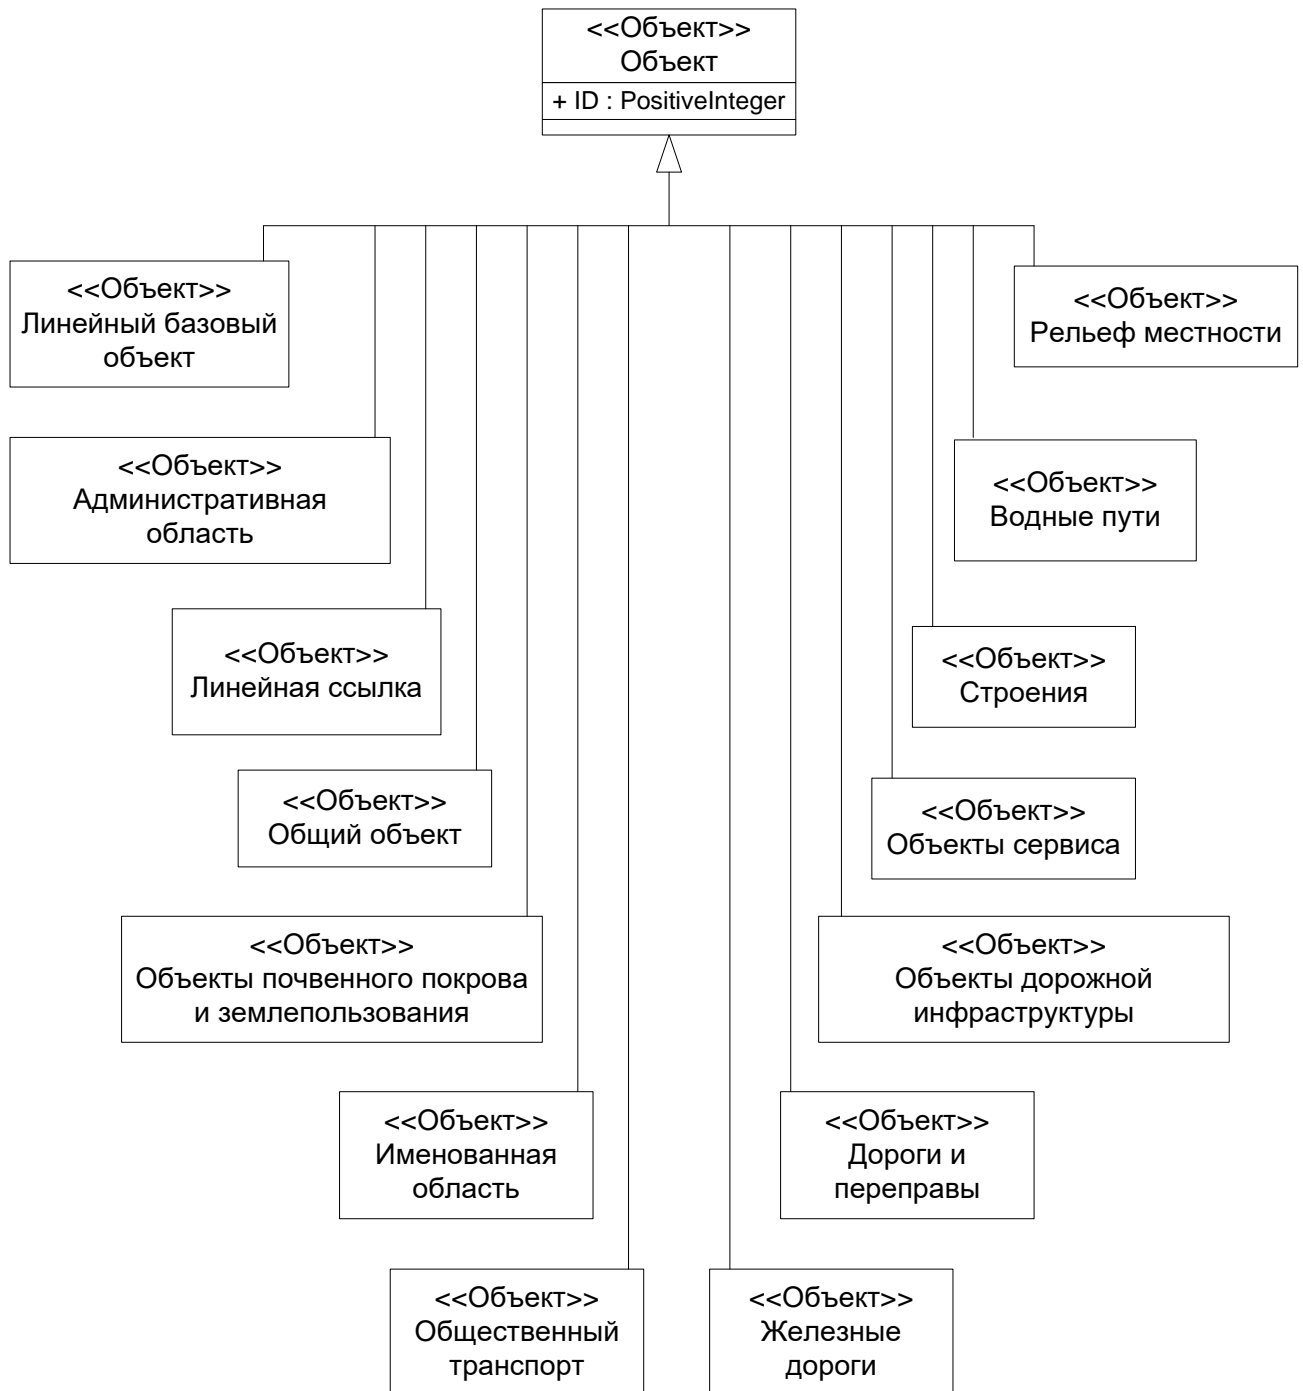 <<Объект>>
Объект
+ ID : PositiveInteger
<<Объект>>
Линейный базовый
объект
<<Объект>>
Рельеф местности
<<Объект>>
Административная
область
<<Объект>>
Водные пути
<<Объект>>
Линейная ссылка
<<Объект>>
Строения
<<Объект>>
Общий объект
<<Объект>>
Объекты сервиса
<<Объект>>
Объекты почвенного покрова
и землепользования
<<Объект>>
Объекты дорожной
инфраструктуры
<<Объект>>
Именованная
область
<<Объект>>
Дороги и
переправы
<<Объект>>
Общественный
транспорт
<<Объект>>
Железные
дороги